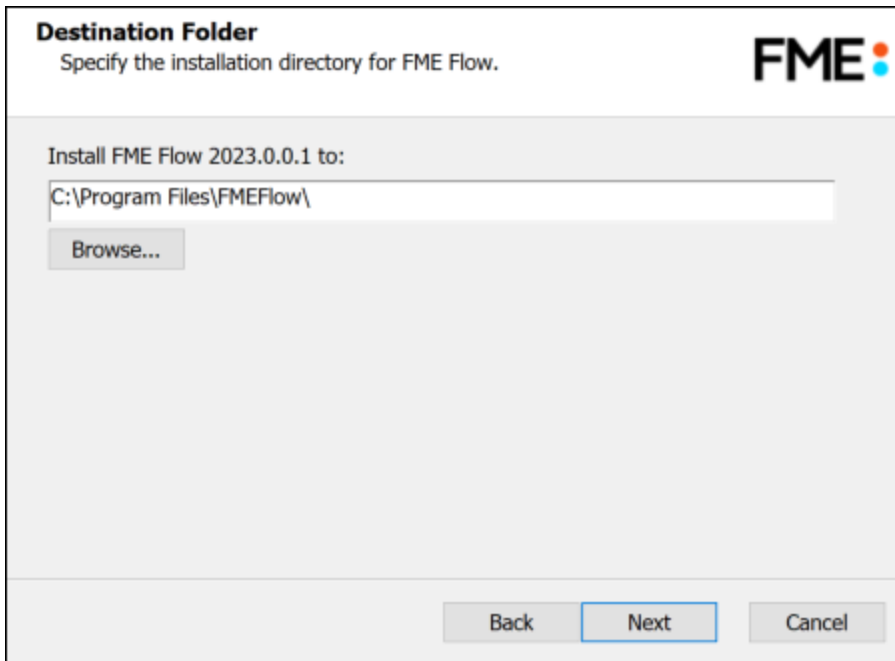 Destination Folder
Specify the installation directory for FME Flow.
FME
Install FME Flow 2023.0.0.1 to:
C:\Program Files\FMEFlow\
Browse...
Back
Next
Cancel